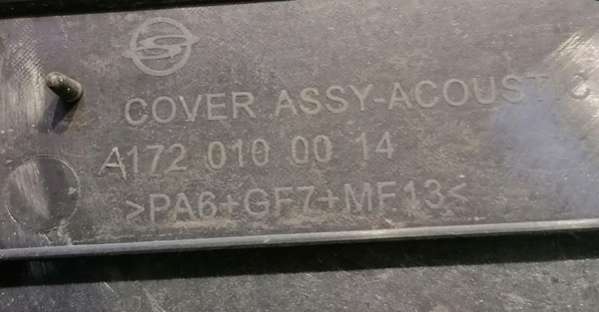 COVER ASSY-ACOUSTIC
A172 010 00 14
>PA6+GF7+MF13<